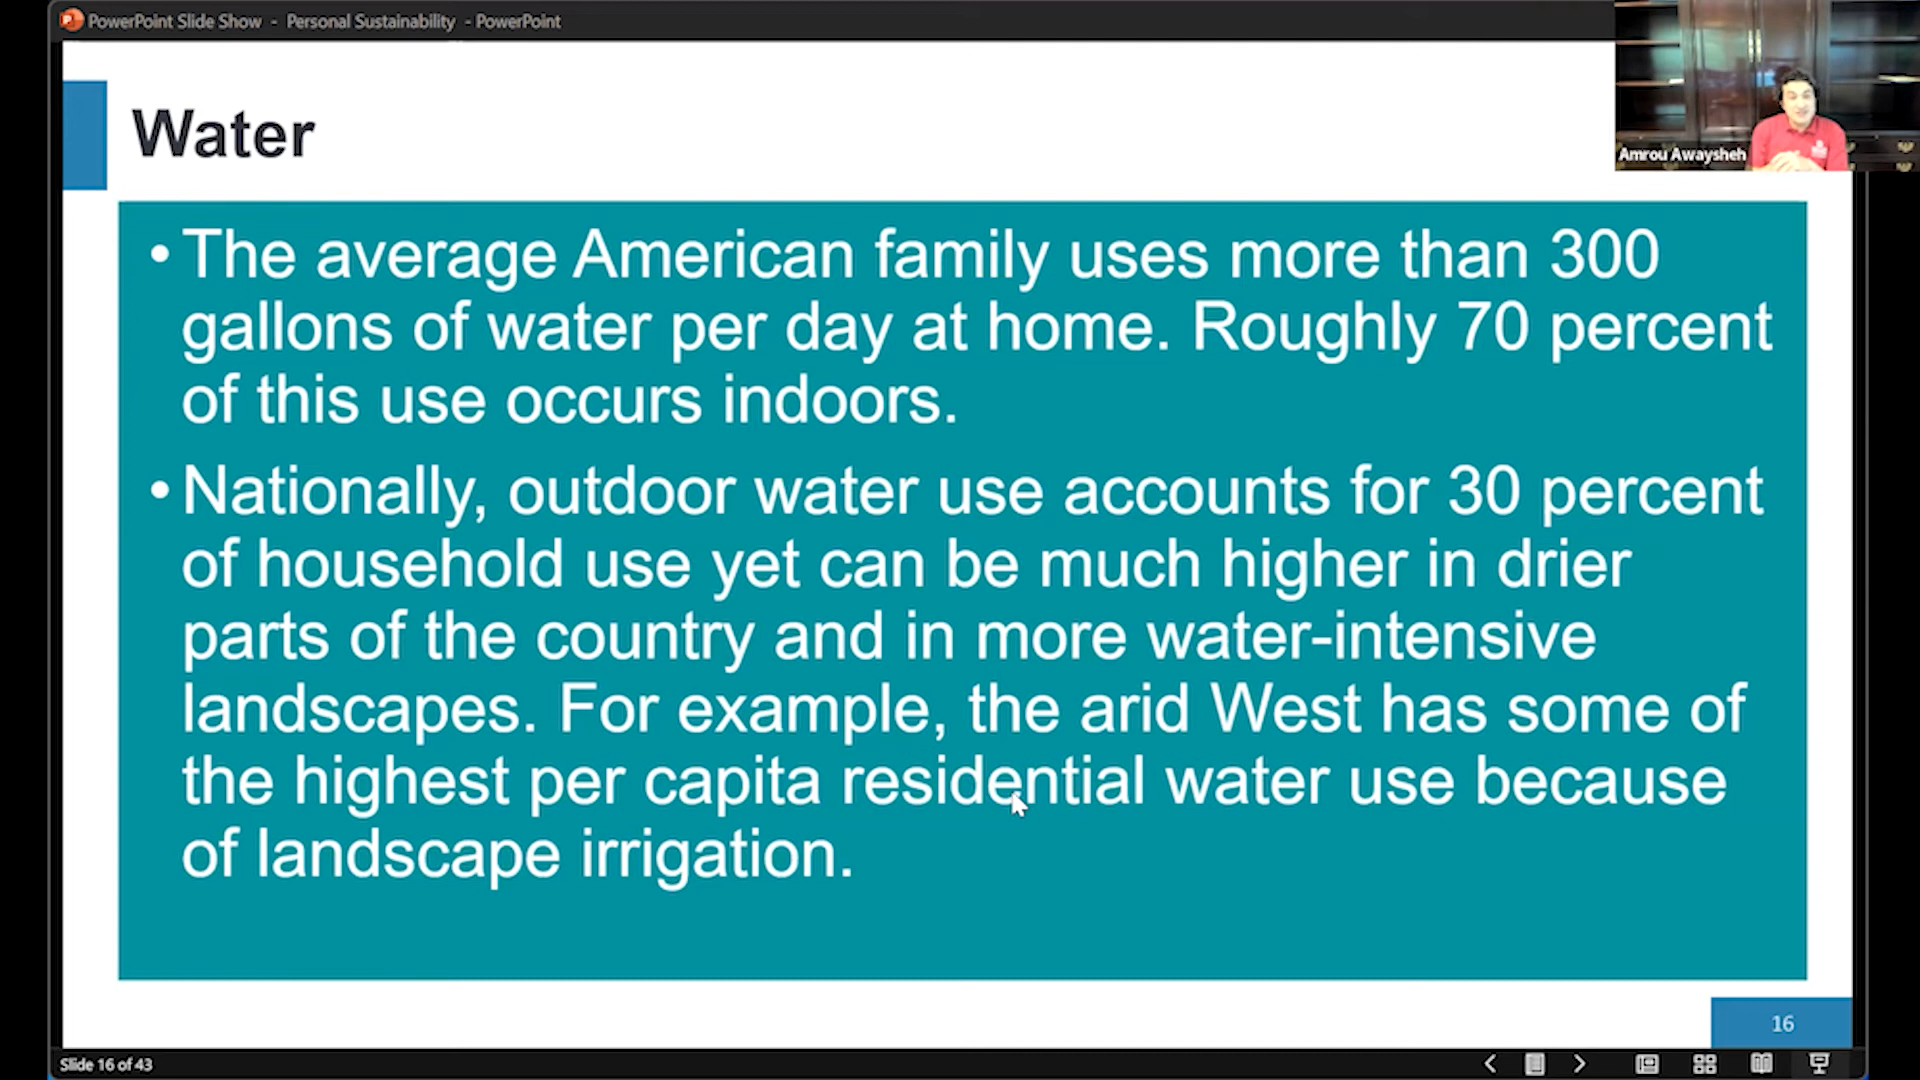 PowerPoint Slide Show - Personal Sustainability - PowerPoint
Amrou Awaysheh
Water
• The average American family uses more than 300
gallons of water per day at home. Roughly 70 percent
of this use occurs indoors.
• Nationally, outdoor water use accounts for 30 percent
of household use yet can be much higher in drier
parts of the country and in more water-intensive
landscapes. For example, the arid West has some of
the highest per capita residential water use because
of landscape irrigation.
16
Slide 16 of 43